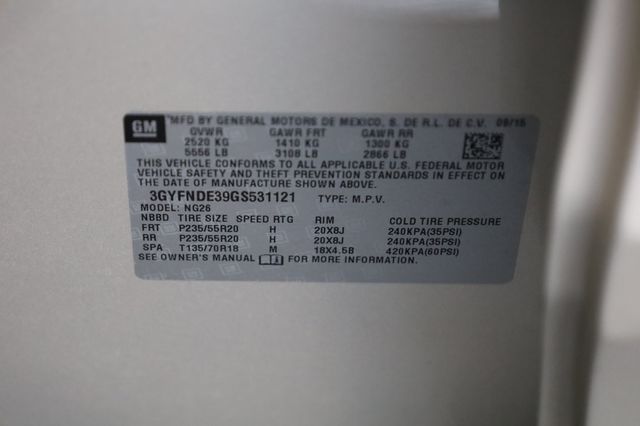 GM
MFD BY GENERAL MOTORS DE MEXICO, S. DE R.L. DE C.V. 09/15
GVWR GAWR FRT GAWR RR
2520 KG 1410 KG 1300 KG
5556 LB 3108 LB 2866 LB
THIS VEHICLE CONFORMS TO ALL APPLICABLE U.S. FEDERAL MOTOR
VEHICLE SAFETY AND THEFT PREVENTION STANDARDS IN EFFECT ON
THE DATE OF MANUFACTURE SHOWN ABOVE.
3GYFNDE39GS531121 TYPE: M.P.V.
MODEL: NG26
NBBD TIRE SIZE SPEED RTG RIM COLD TIRE PRESSURE
FRT P235/55R20 H 20X8J 240KPA(35PSI)
RR P235/55R20 H 20X8J 240KPA(35PSI)
SPA T135/70R18 M 18X4.5B 420KPA(60PSI)
SEE OWNER'S MANUAL FOR MORE INFORMATION.